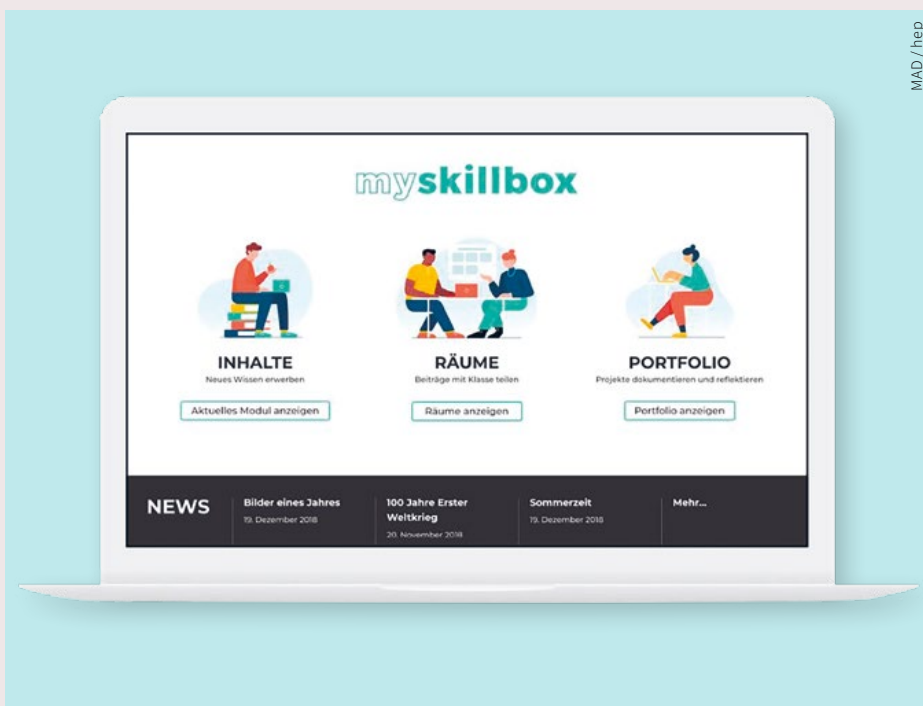 MAD / hep
myskillbox
INHALTE
Neues Wissen erwerben
Aktuelles Modul anzeigen
RÄUME
Beiträge mit Klasse teilen
Räume anzeigen
PORTFOLIO
Projekte dokumentieren und reflektieren
Portfolio anzeigen
NEWS
Bilder eines Jahres
19. Dezember 2018
100 Jahre Erster
Weltkrieg
20. November 2018
Sommerzeit
19. Dezember 2018
Mehr...